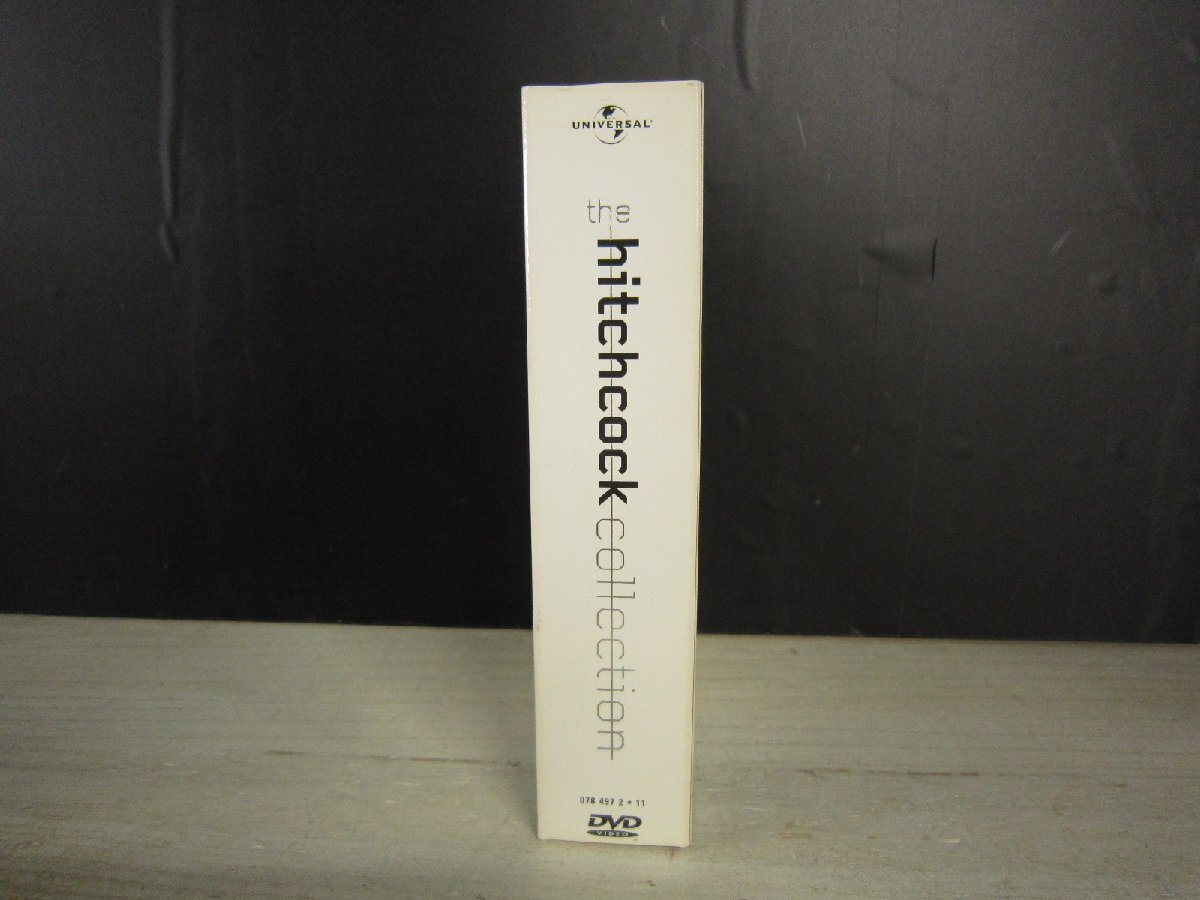 UNIVERSAL
the
hitchcock collection
078 457 2 • 11
DVD
VIDEO